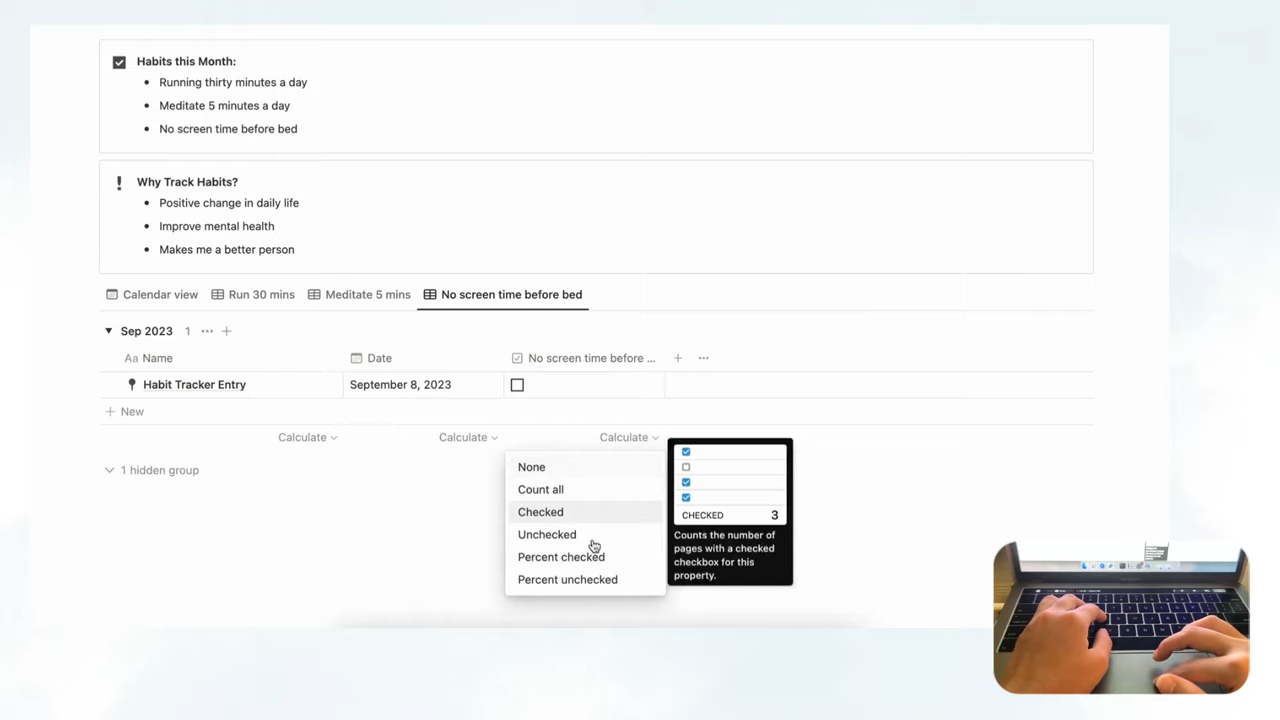 Habits this Month:
Running thirty minutes a day
Meditate 5 minutes a day
No screen time before bed
Why Track Habits?
Positive change in daily life
Improve mental health
Makes me a better person
Calendar view Run 30 mins Meditate 5 mins No screen time before bed
Sep 2023 1 ••• +
Aa Name Date No screen time before ... + •••
Habit Tracker Entry September 8, 2023
+ New
Calculate Calculate Calculate
1 hidden group
None
Count all
Checked
Unchecked
Percent checked
Percent unchecked
CHECKED 3
Counts the number of
pages with a checked
checkbox for this
property.